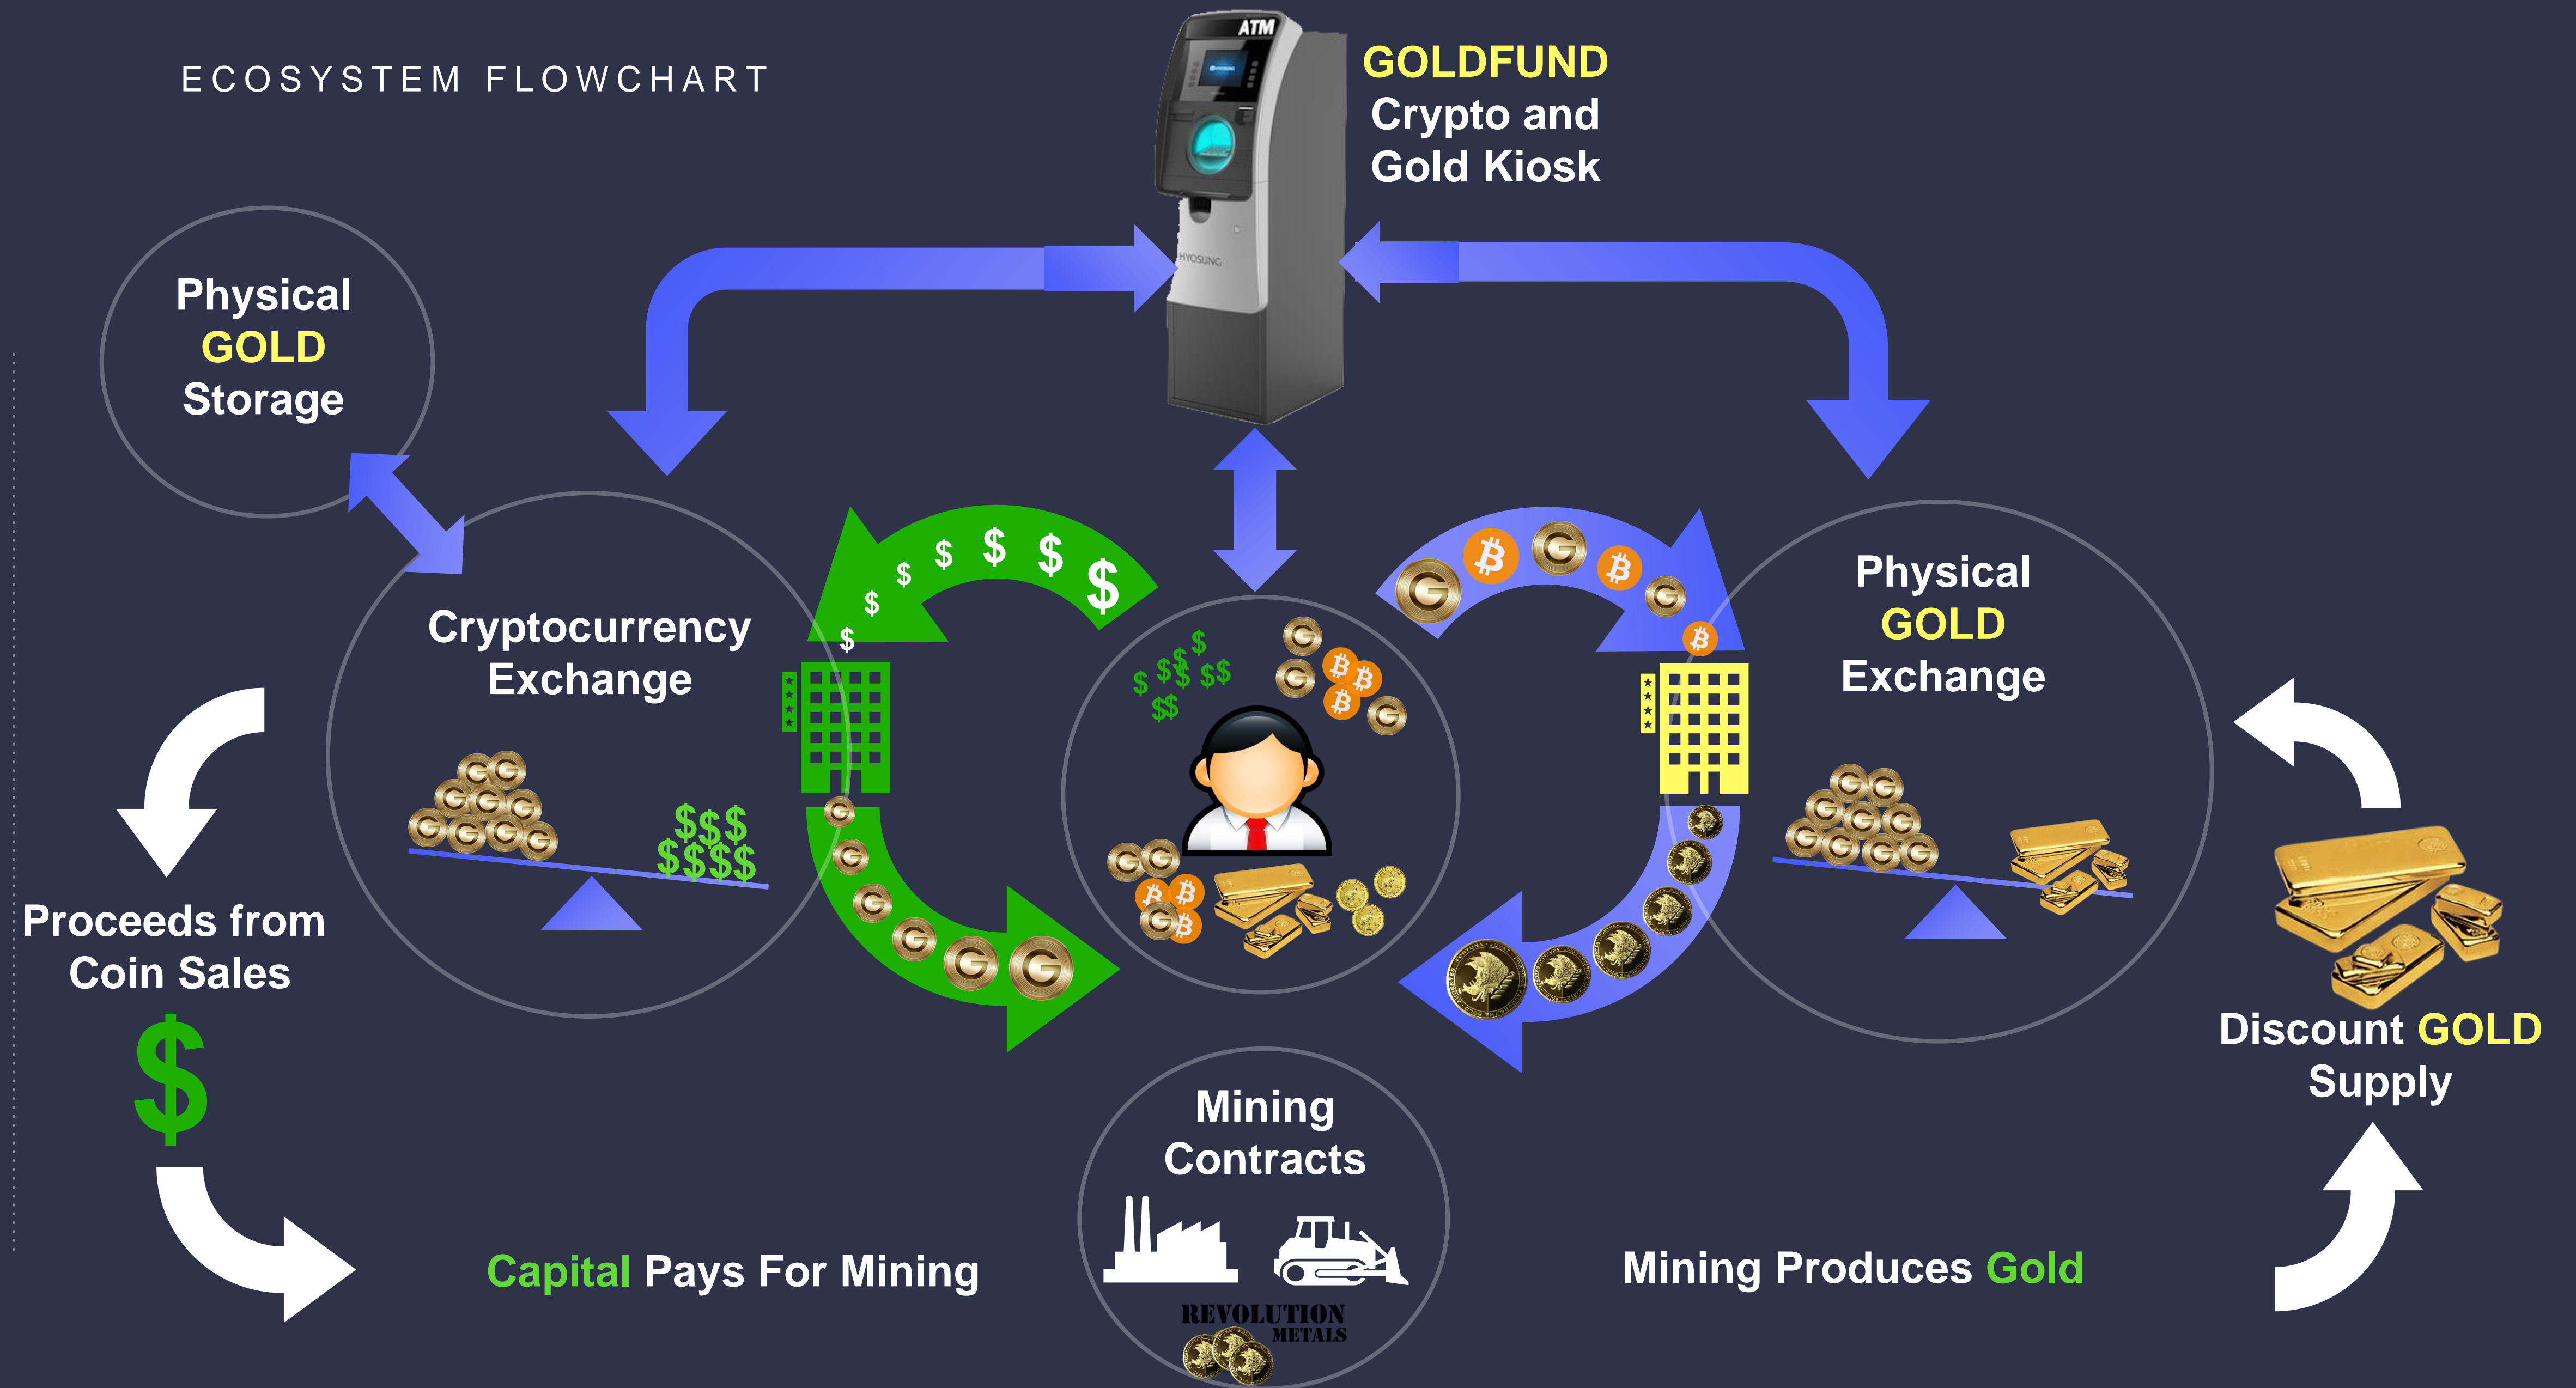 ECOSYSTEM FLOWCHART
ATM
HYOSUNG
GOLDFUND
Crypto and
Gold Kiosk
Physical
GOLD
Storage
Cryptocurrency
Exchange
$ $ $ $ $ $ $
Physical
GOLD
Exchange
Proceeds from
Coin Sales
$
Discount GOLD
Supply
Mining
Contracts
REVOLUTION
METALS
Capital Pays For Mining
Mining Produces Gold